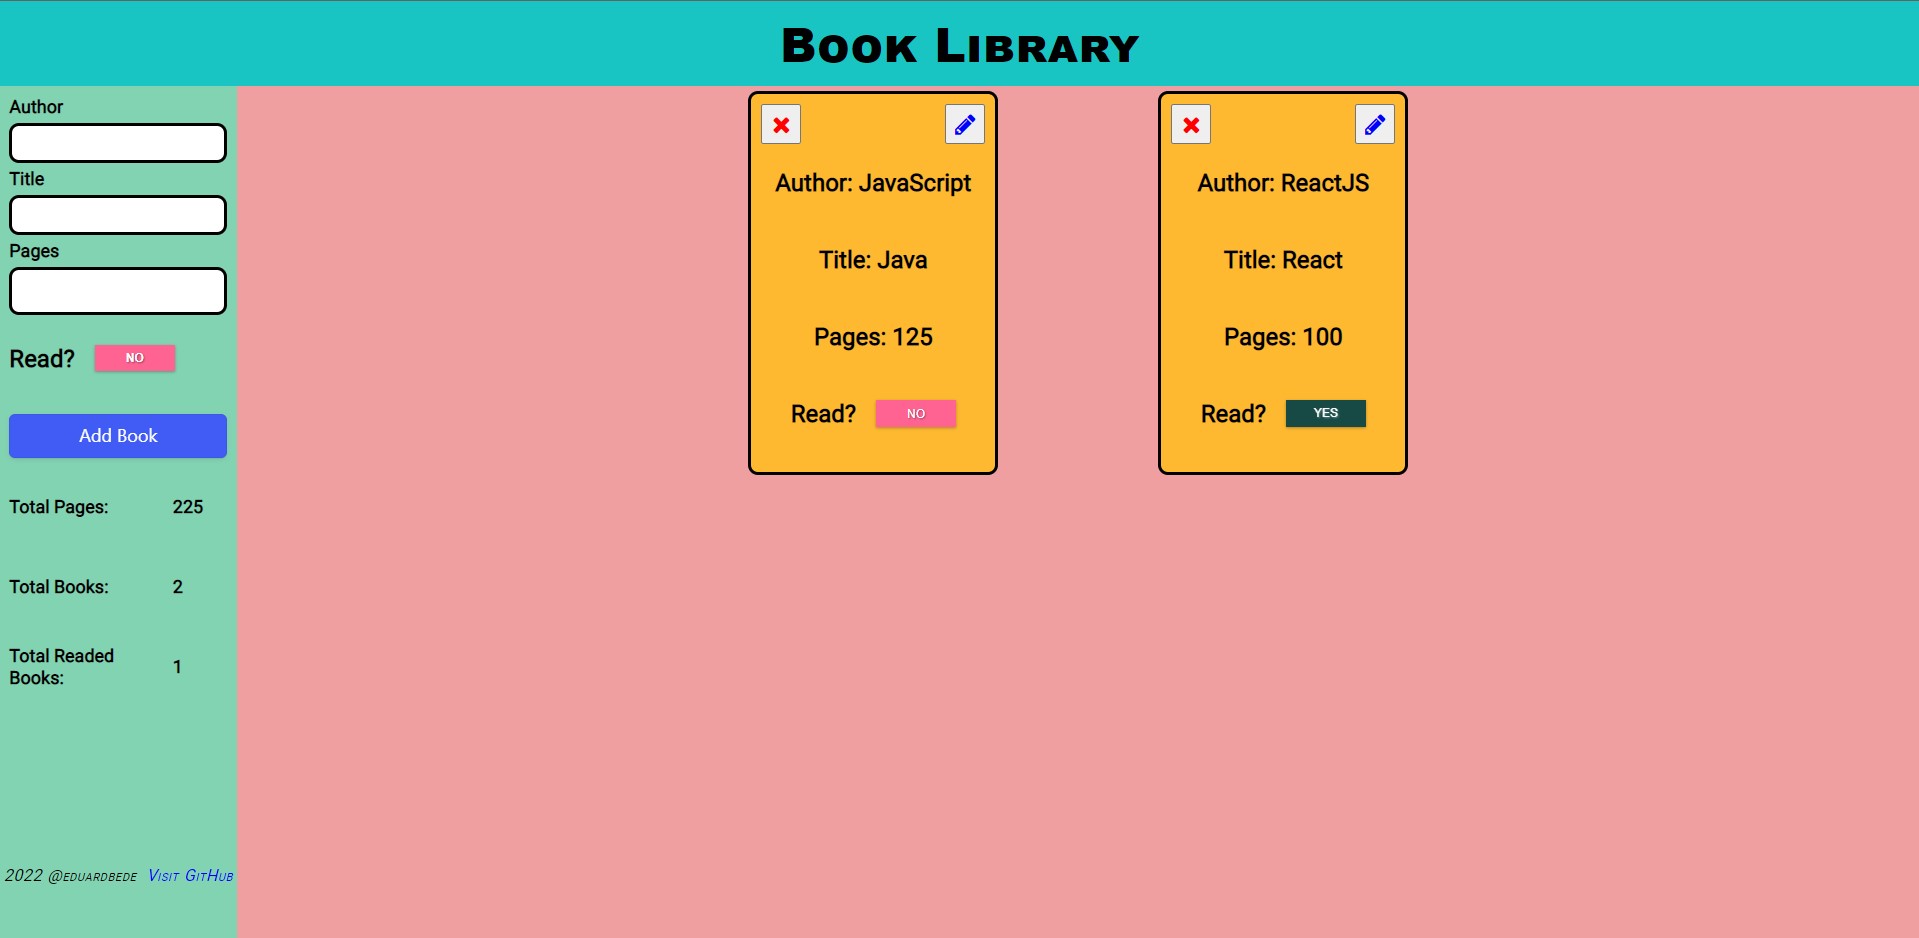 Book Library
Author
Title
Pages
Read? NO
Add Book
Total Pages: 225
Total Books: 2
Total Readed
Books: 1
2022 @eduardbede Visit GitHub
Author: JavaScript
Title: Java
Pages: 125
Read? NO
Author: ReactJS
Title: React
Pages: 100
Read? YES